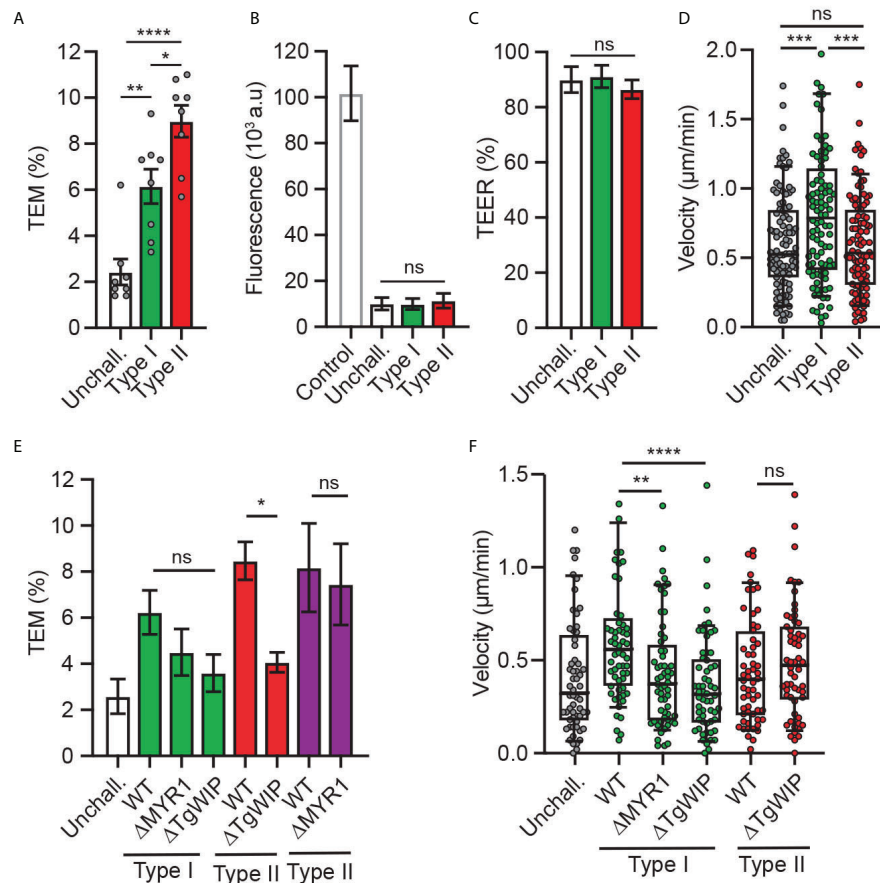 A
TEM (%)
12
10
8
6
4
2
0
****
*
**
Unchall.
Type I
Type II
B
Fluorescence (10³ a.u)
120
100
80
60
40
20
0
ns
Control
Unchall.
Type I
Type II
C
TEER (%)
100
80
60
40
20
0
ns
Unchall.
Type I
Type II
D
Velocity (µm/min)
2.0
1.5
1.0
0.5
0.0
ns
*** ***
Unchall.
Type I
Type II
E
TEM (%)
12
10
8
6
4
2
0
ns
*
ns
Unchall.
WT
ΔMYR1
ΔTgWIP
WT
ΔTgWIP
WT
ΔMYR1
Type I Type II Type II
F
Velocity (µm/min)
1.5
1.0
0.5
0.0
****
**
ns
Unchall.
WT
ΔMYR1
ΔTgWIP
WT
ΔTgWIP
Type I Type II